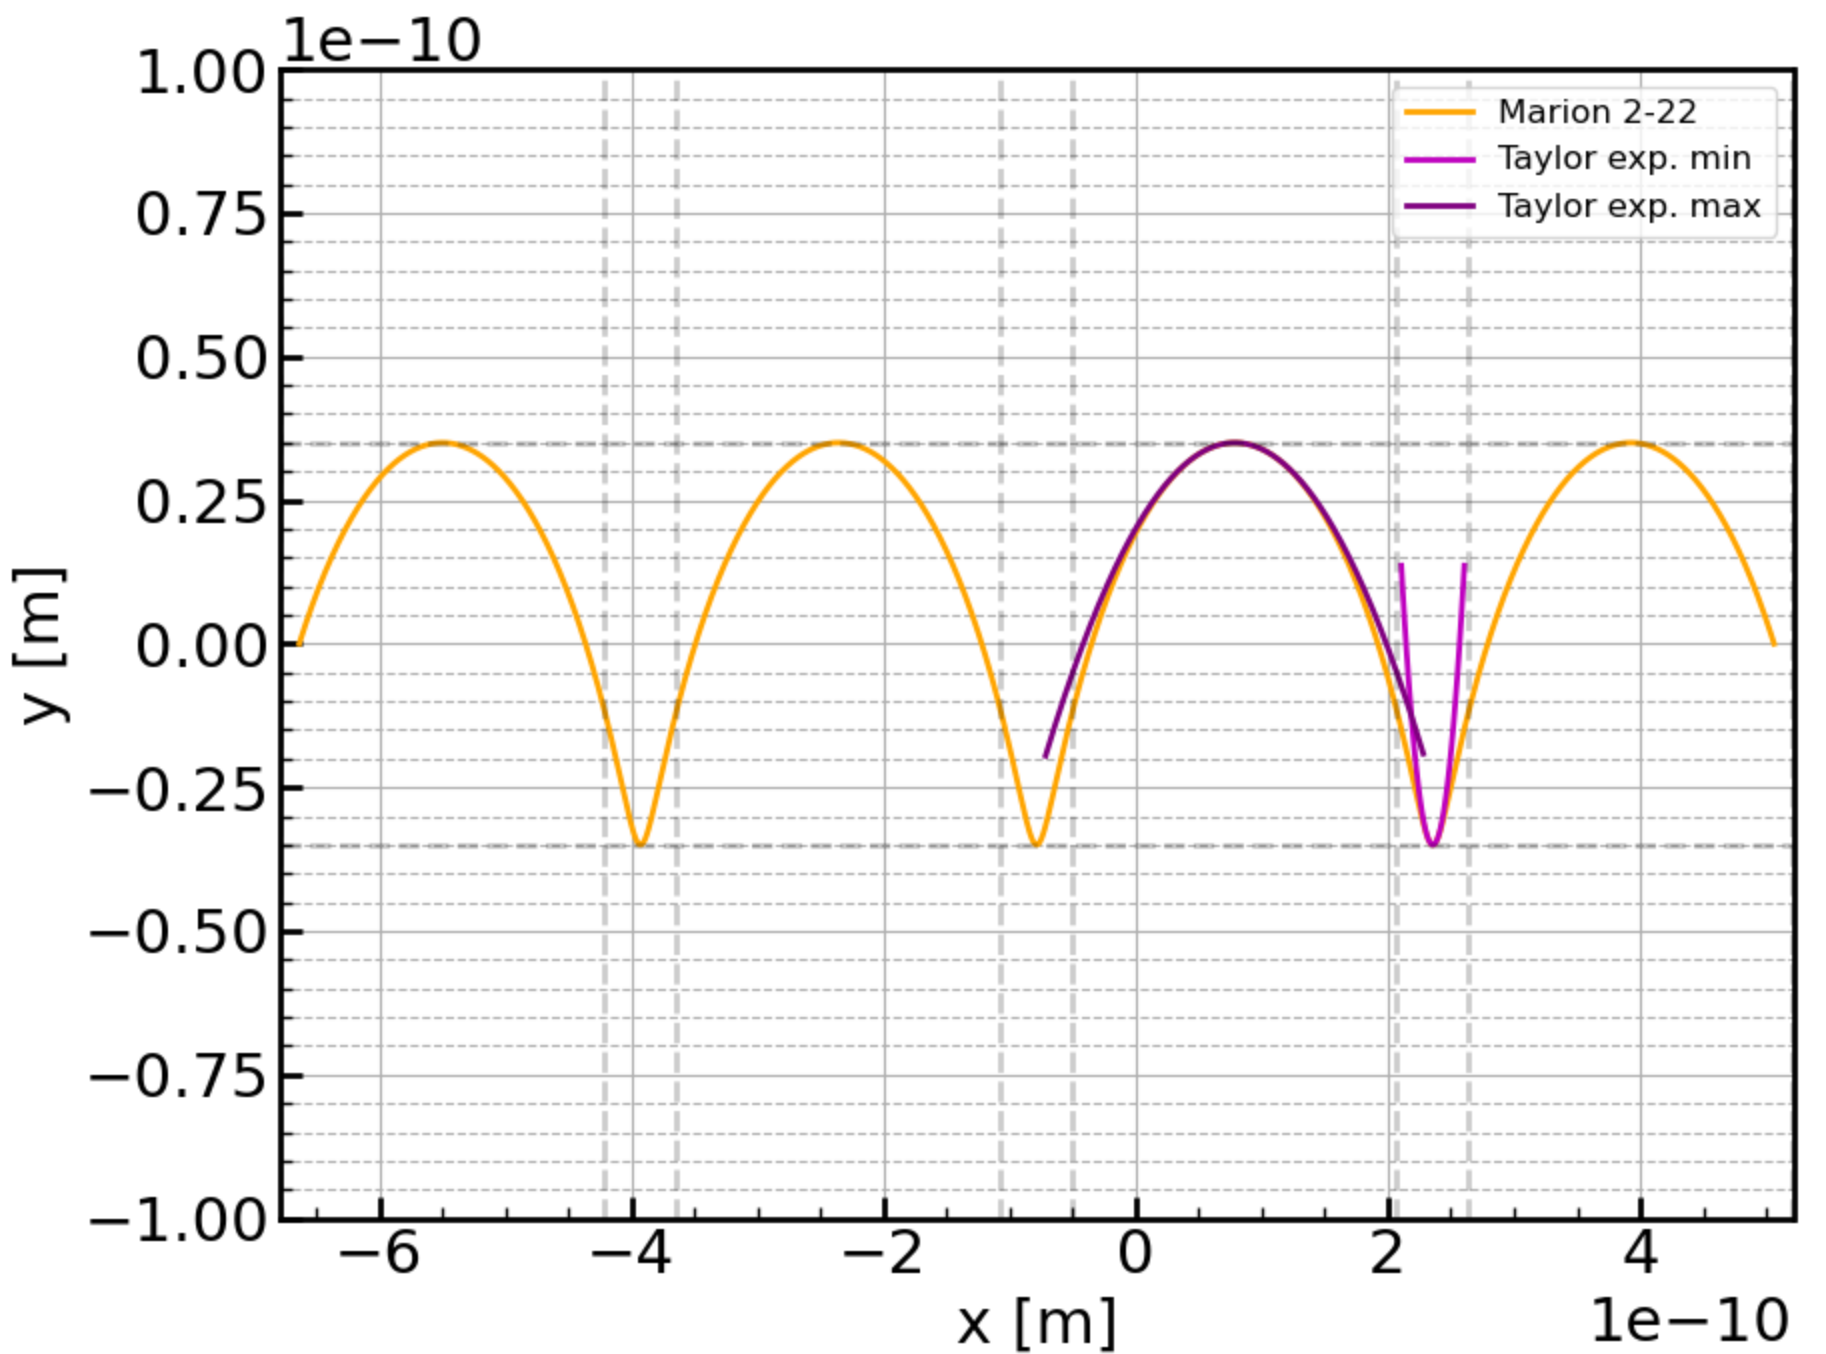 1e−10
1.00
0.75
0.50
0.25
0.00
−0.25
−0.50
−0.75
−1.00
y [m]
Marion 2-22
Taylor exp. min
Taylor exp. max
−6 −4 −2 0 2 4
x [m]
1e−10